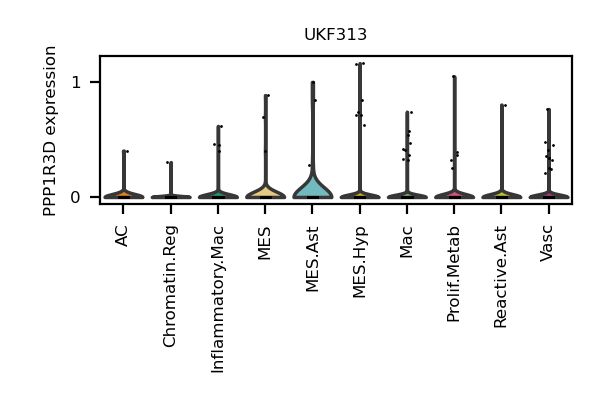 UKF313
PPP1R3D expression
1
0
AC
Chromatin.Reg
Inflammatory.Mac
MES
MES.Ast
MES.Hyp
Mac
Prolif.Metab
Reactive.Ast
Vasc